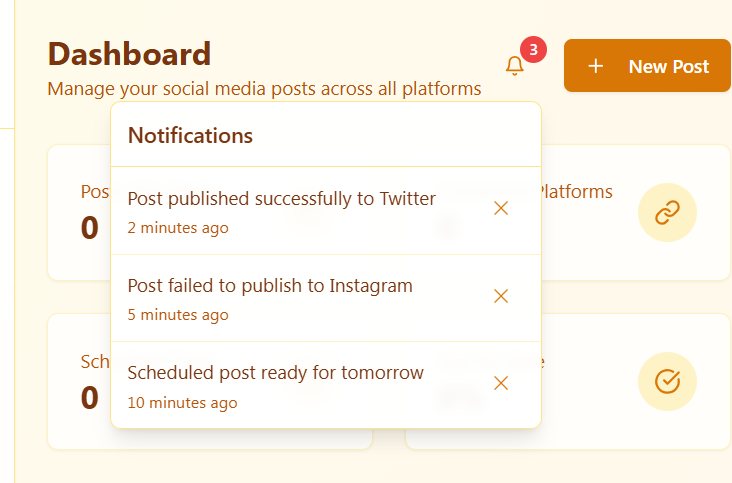 Dashboard
3
New Post
Manage your social media posts across all platforms
Notifications
Post published successfully to Twitter
2 minutes ago
Post failed to publish to Instagram
5 minutes ago
Scheduled post ready for tomorrow
10 minutes ago
Pos
0
Platforms
Sch
0